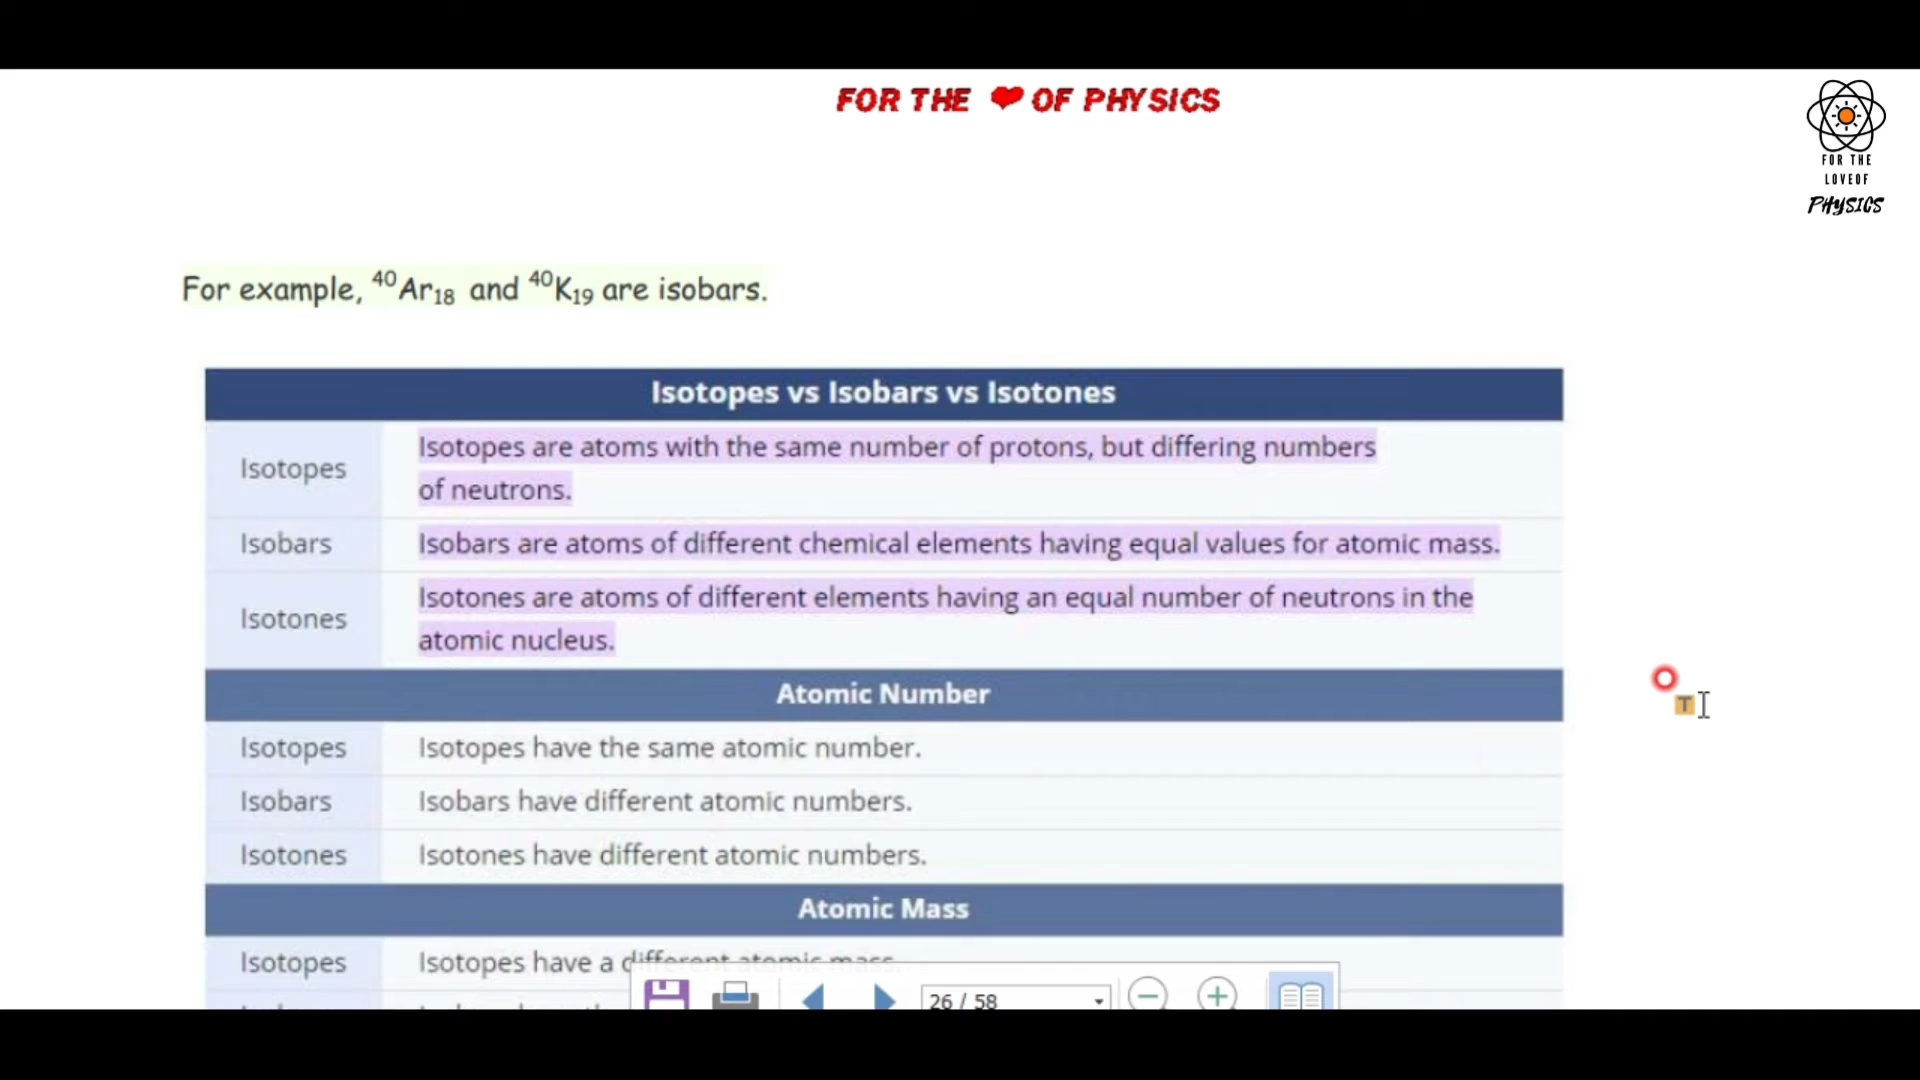 FOR THE ❤ OF PHYSICS
FOR THE
LOVEOF
PHYSICS
For example, ⁴⁰Ar₁₈ and ⁴⁰K₁₉ are isobars.
Isotopes vs Isobars vs Isotones
Isotopes
Isotopes are atoms with the same number of protons, but differing numbers
of neutrons.
Isobars
Isobars are atoms of different chemical elements having equal values for atomic mass.
Isotones
Isotones are atoms of different elements having an equal number of neutrons in the
atomic nucleus.
Atomic Number
Isotopes
Isotopes have the same atomic number.
Isobars
Isobars have different atomic numbers.
Isotones
Isotones have different atomic numbers.
Atomic Mass
Isotopes
Isotopes have a different atomic mass.
26 / 58
T